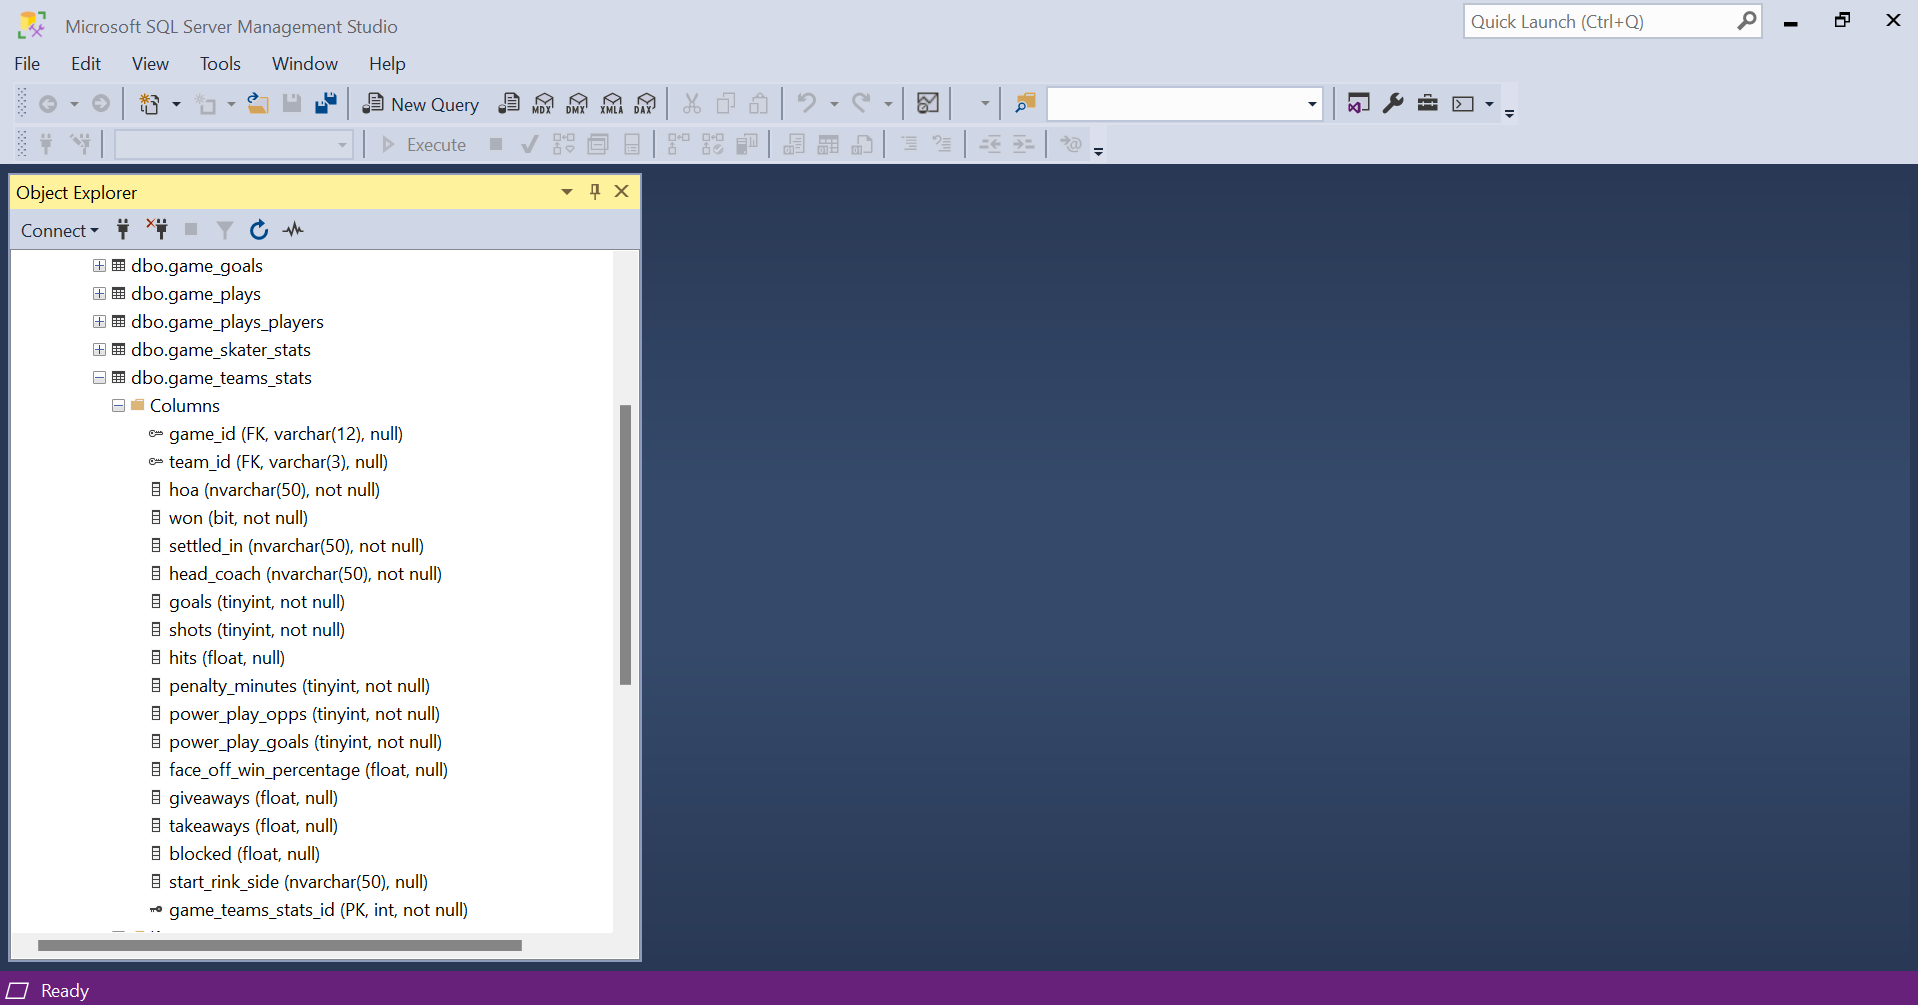 Microsoft SQL Server Management Studio
Quick Launch (Ctrl+Q)
File Edit View Tools Window Help
New Query MDX DMX XMLA DAX
Execute
Object Explorer
Connect
dbo.game_goals
dbo.game_plays
dbo.game_plays_players
dbo.game_skater_stats
dbo.game_teams_stats
Columns
game_id (FK, varchar(12), null)
team_id (FK, varchar(3), null)
hoa (nvarchar(50), not null)
won (bit, not null)
settled_in (nvarchar(50), not null)
head_coach (nvarchar(50), not null)
goals (tinyint, not null)
shots (tinyint, not null)
hits (float, null)
penalty_minutes (tinyint, not null)
power_play_opps (tinyint, not null)
power_play_goals (tinyint, not null)
face_off_win_percentage (float, null)
giveaways (float, null)
takeaways (float, null)
blocked (float, null)
start_rink_side (nvarchar(50), null)
game_teams_stats_id (PK, int, not null)
Ready